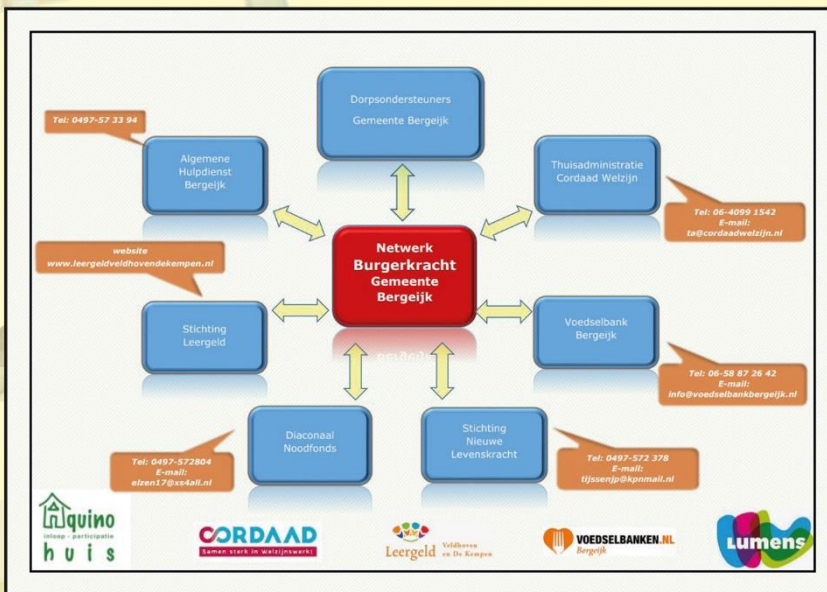 Dorpsondersteuners
Gemeente Bergeijk
Tel: 0497-57 33 94
Algemene
Hulpdienst
Bergeijk
Thuisadministratie
Cordaad Welzijn
Tel: 06-4099 1542
E-mail:
ta@cordaadwelzijn.nl
Netwerk
Burgerkracht
Gemeente
Bergeijk
website
www.leergeldveldhovendekempen.nl
Stichting
Leergeld
Voedselbank
Bergeijk
Tel: 06-58 87 26 42
E-mail:
info@voedselbankbergeijk.nl
Diaconaal
Noodfonds
Tel: 0497-572804
E-mail:
elzen17@xs4all.nl
Stichting
Nieuwe
Levenskracht
Tel: 0497-572 378
E-mail:
tijssenjp@kpnmail.nl
Aquino
inloop - participatie
huis
CORDAAD
Samen sterk in welzijnswerk
Leergeld
Veldhoven
en De Kempen
VOEDSELBANKEN.NL
Bergeijk
Lumens